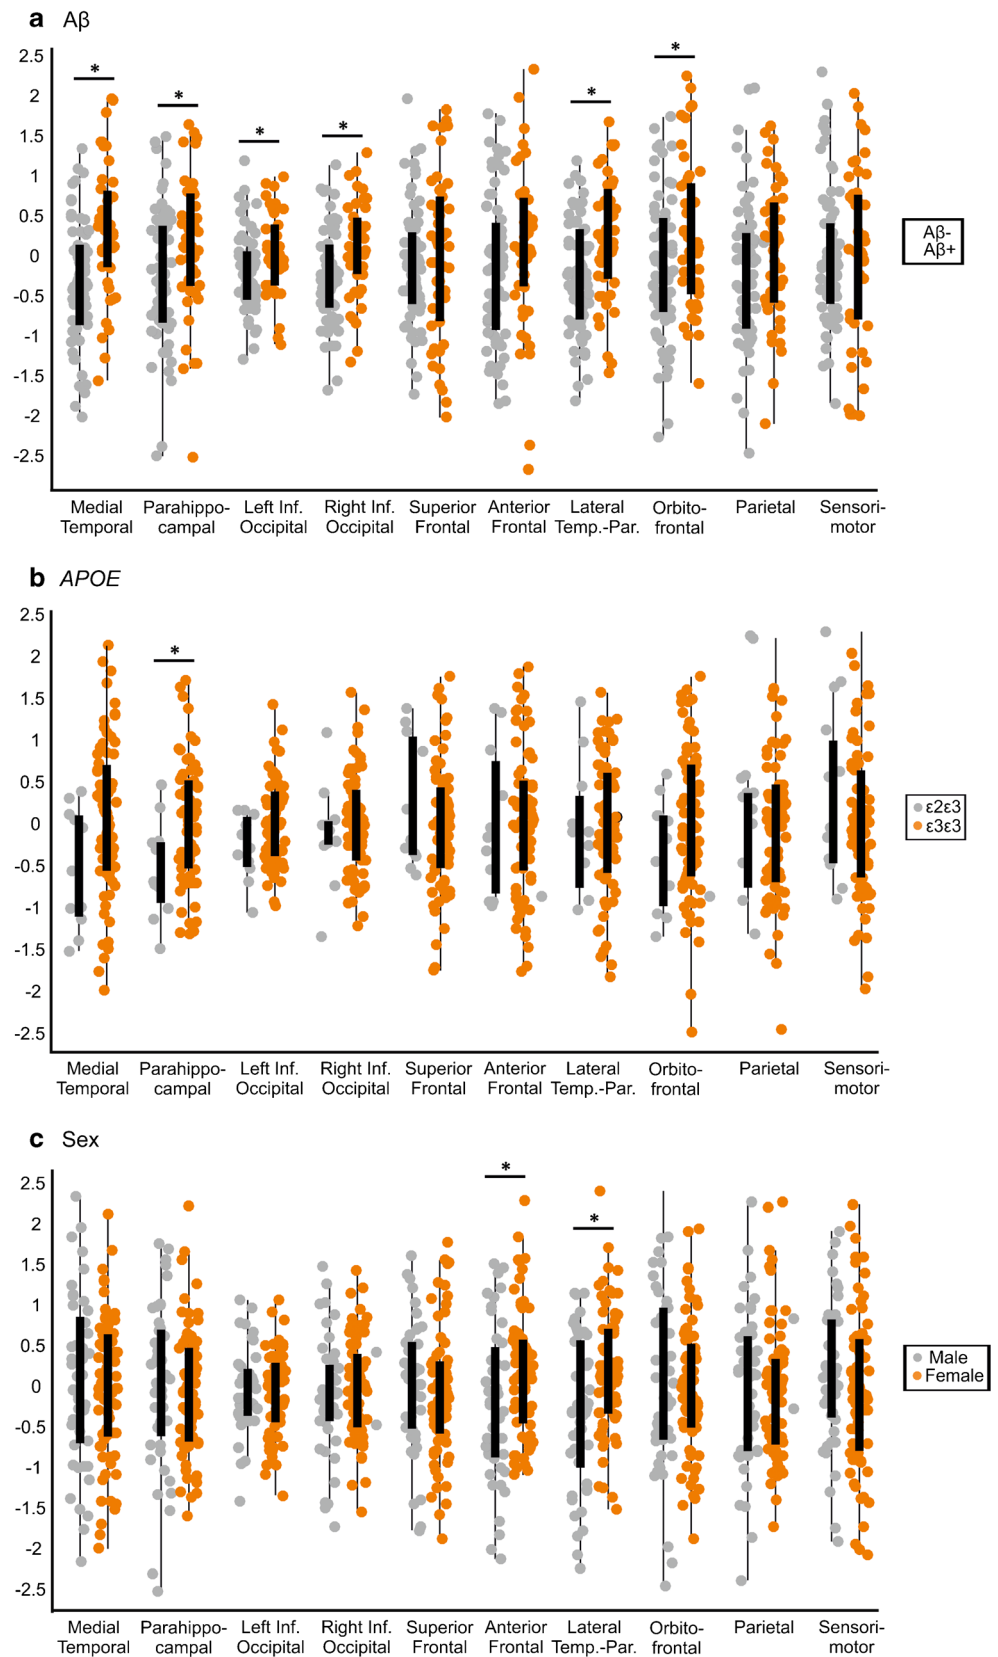 a Aβ
2.5
*
*
2
*
*
*
1.5
*
1
0.5
0
-0.5
-1
-1.5
-2
-2.5
Aβ-
Aβ+
Medial Parahippo- Left Inf. Right Inf. Superior Anterior Lateral Orbito- Parietal Sensori-
Temporal campal Occipital Occipital Frontal Frontal Temp.-Par. frontal motor
b APOE
2.5
*
2
1.5
1
0.5
0
-0.5
-1
-1.5
-2
-2.5
ε2ε3
ε3ε3
Medial Parahippo- Left Inf. Right Inf. Superior Anterior Lateral Orbito- Parietal Sensori-
Temporal campal Occipital Occipital Frontal Frontal Temp.-Par. frontal motor
c Sex
*
2.5
*
2
1.5
1
0.5
0
-0.5
-1
-1.5
-2
-2.5
Male
Female
Medial Parahippo- Left Inf. Right Inf. Superior Anterior Lateral Orbito- Parietal Sensori-
Temporal campal Occipital Occipital Frontal Frontal Temp.-Par. frontal motor